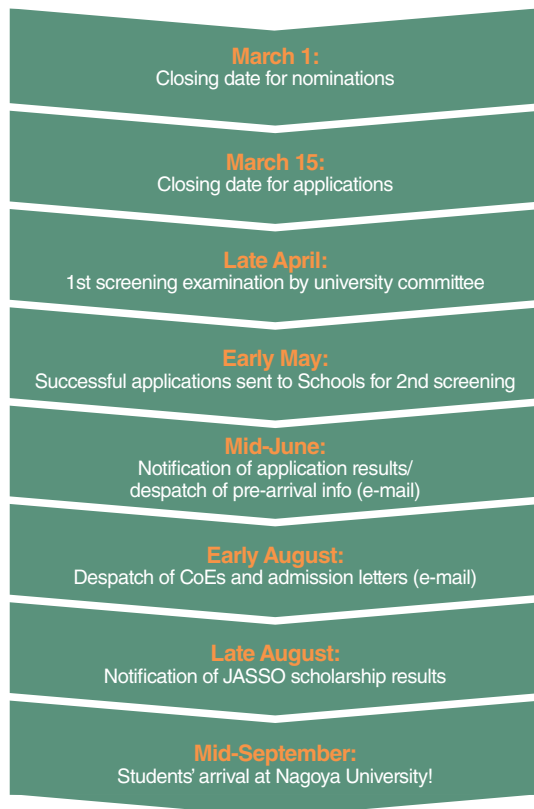 March 1:
Closing date for nominations
March 15:
Closing date for applications
Late April:
1st screening examination by university committee
Early May:
Successful applications sent to Schools for 2nd screening
Mid-June:
Notification of application results/
despatch of pre-arrival info (e-mail)
Early August:
Despatch of CoEs and admission letters (e-mail)
Late August:
Notification of JASSO scholarship results
Mid-September:
Students' arrival at Nagoya University!